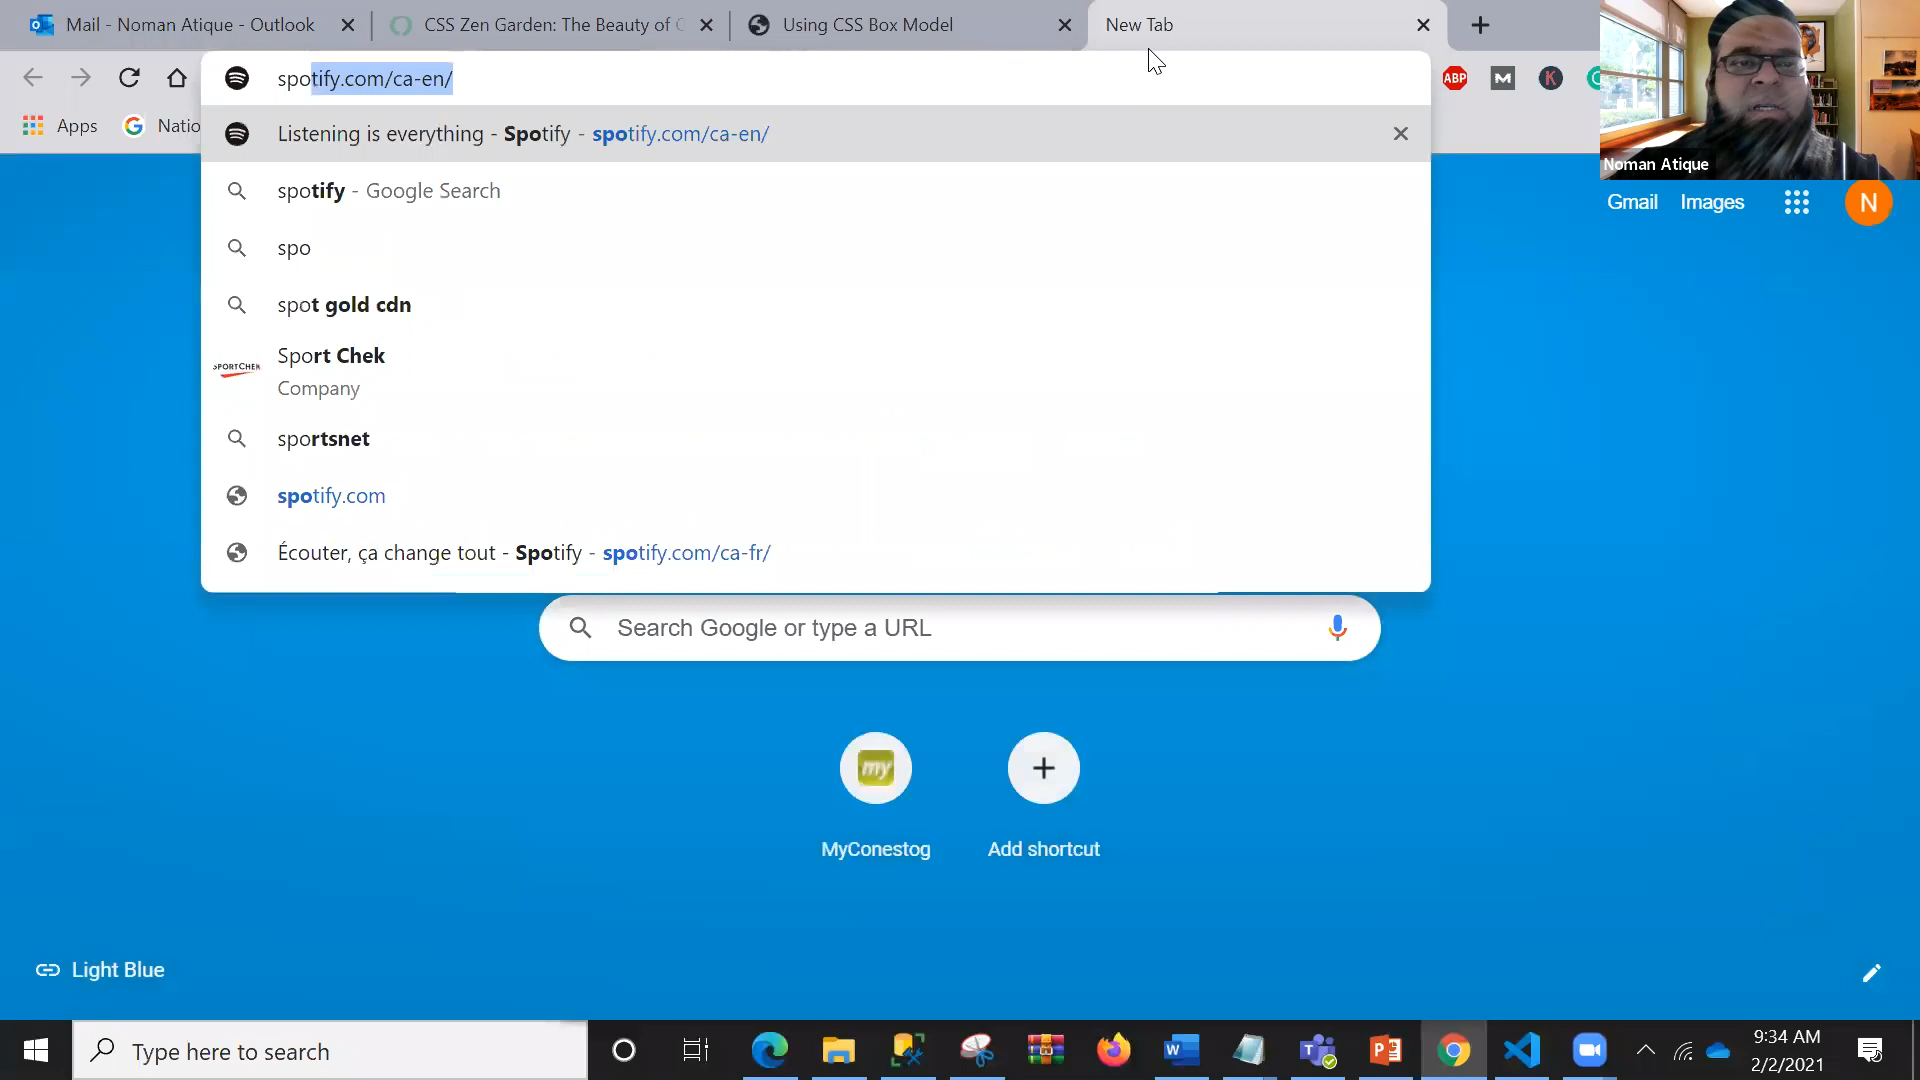 Mail - Noman Atique - Outlook
CSS Zen Garden: The Beauty of
Using CSS Box Model
New Tab
spotify.com/ca-en/
ABP
M
K
Apps
Natio
Listening is everything - Spotify - spotify.com/ca-en/
spotify - Google Search
spo
spot gold cdn
SPORTCHEK
Sport Chek
Company
sportsnet
spotify.com
Écouter, ça change tout - Spotify - spotify.com/ca-fr/
Noman Atique
Gmail
Images
N
Search Google or type a URL
my
MyConestog
Add shortcut
Light Blue
Type here to search
9:34 AM
2/2/2021